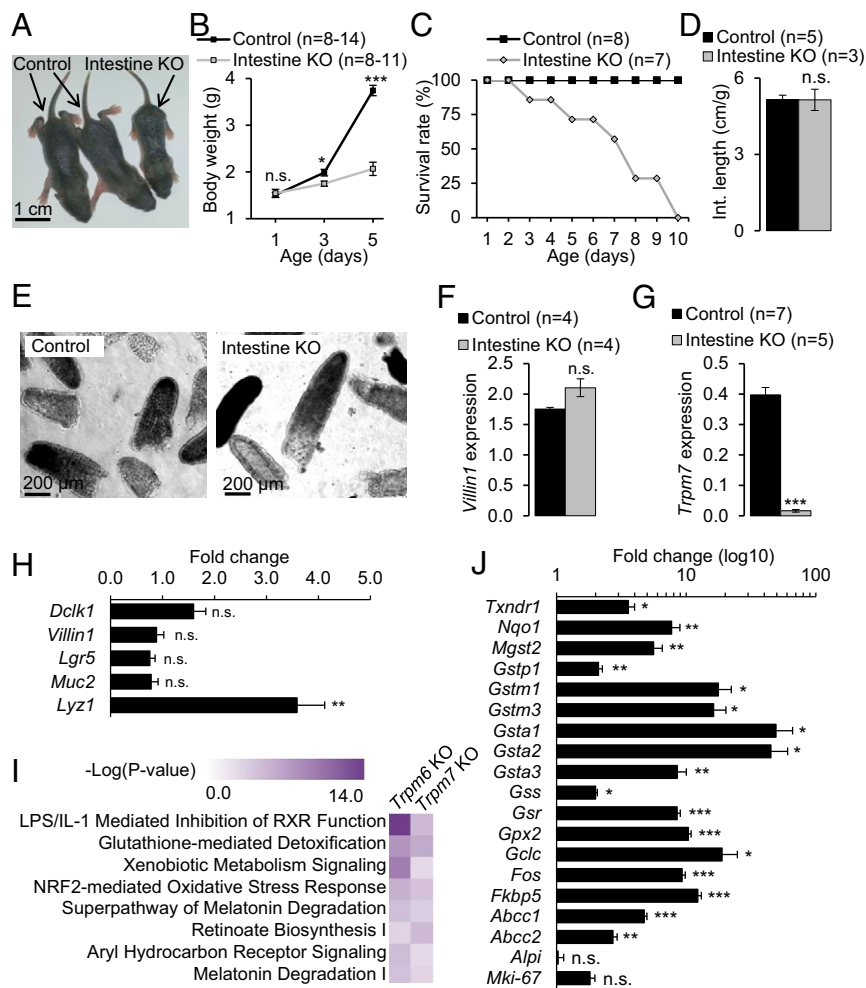 A
Control Intestine KO
1 cm
B
Control (n=8-14)
Intestine KO (n=8-11)
Body weight (g)
4
3
2
1
n.s.
*
***
1 3 5
Age (days)
C
Control (n=8)
Intestine KO (n=7)
Survival rate (%)
100
75
50
25
0
1 2 3 4 5 6 7 8 9 10
Age (days)
D
Control (n=5)
Intestine KO (n=3)
Int. length (cm/g)
6
3
0
n.s.
E
Control
200 µm
Intestine KO
200 µm
F
Control (n=4)
Intestine KO (n=4)
Villin1 expression
2.5
2.0
1.5
1.0
0.5
0.0
n.s.
G
Control (n=7)
Intestine KO (n=5)
Trpm7 expression
0.5
0.4
0.3
0.2
0.1
0.0
***
H
Fold change
0.0 1.0 2.0 3.0 4.0 5.0
Dclk1 n.s.
Villin1 n.s.
Lgr5 n.s.
Muc2 n.s.
Lyz1 **
I
-Log(P-value)
0.0 14.0
Trpm6 KO
Trpm7 KO
LPS/IL-1 Mediated Inhibition of RXR Function
Glutathione-mediated Detoxification
Xenobiotic Metabolism Signaling
NRF2-mediated Oxidative Stress Response
Superpathway of Melatonin Degradation
Retinoate Biosynthesis I
Aryl Hydrocarbon Receptor Signaling
Melatonin Degradation I
J
Fold change (log10)
1 10 100
Txndr1 *
Nqo1 **
Mgst2 **
Gstp1 **
Gstm1 *
Gstm3 *
Gsta1 *
Gsta2 *
Gsta3 **
Gss *
Gsr ***
Gpx2 ***
Gclc *
Fos ***
Fkbp5 ***
Abcc1 ***
Abcc2 **
Alpi n.s.
Mki-67 n.s.